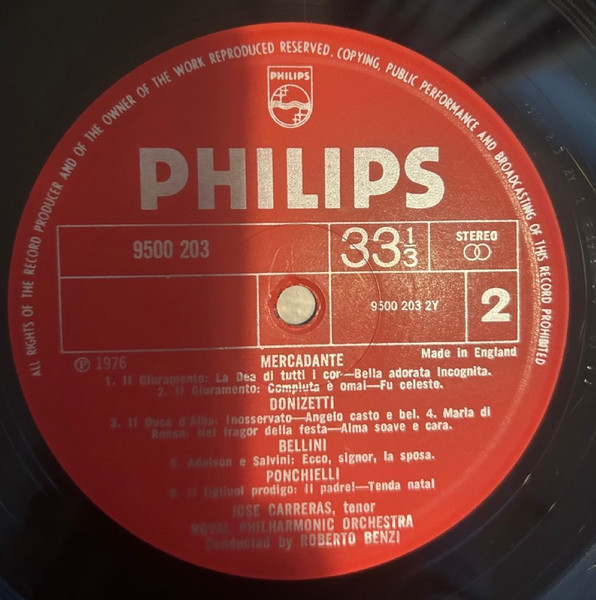 ALL RIGHTS OF THE RECORD PRODUCER AND OF THE OWNER OF THE WORK REPRODUCED RESERVED. COPYING, PUBLIC PERFORMANCE AND BROADCASTING OF THIS RECORD PROHIBITED
PHILIPS
PHILIPS
9500 203
33 1/3
STEREO
9500 203 2Y
2
Ⓟ 1976
MERCADANTE
Made in England
1. Il Giuramento: La Dea di tutti i cor—Bella adorata incognita.
2. Il Giuramento: Compiuta è omai—Fu celeste.
DONIZETTI
3. Il Duca d'Alba: Inosservato—Angelo casto e bel. 4. Maria di
Rohan: Nel fragor della festa—Alma soave e cara.
BELLINI
5. Adelson e Salvini: Ecco, signor, la sposa.
PONCHIELLI
6. Il figliuol prodigo: Il padre!—Tenda natal
JOSE CARRERAS, tenor
ROYAL PHILHARMONIC ORCHESTRA
Conducted by ROBERTO BENZI